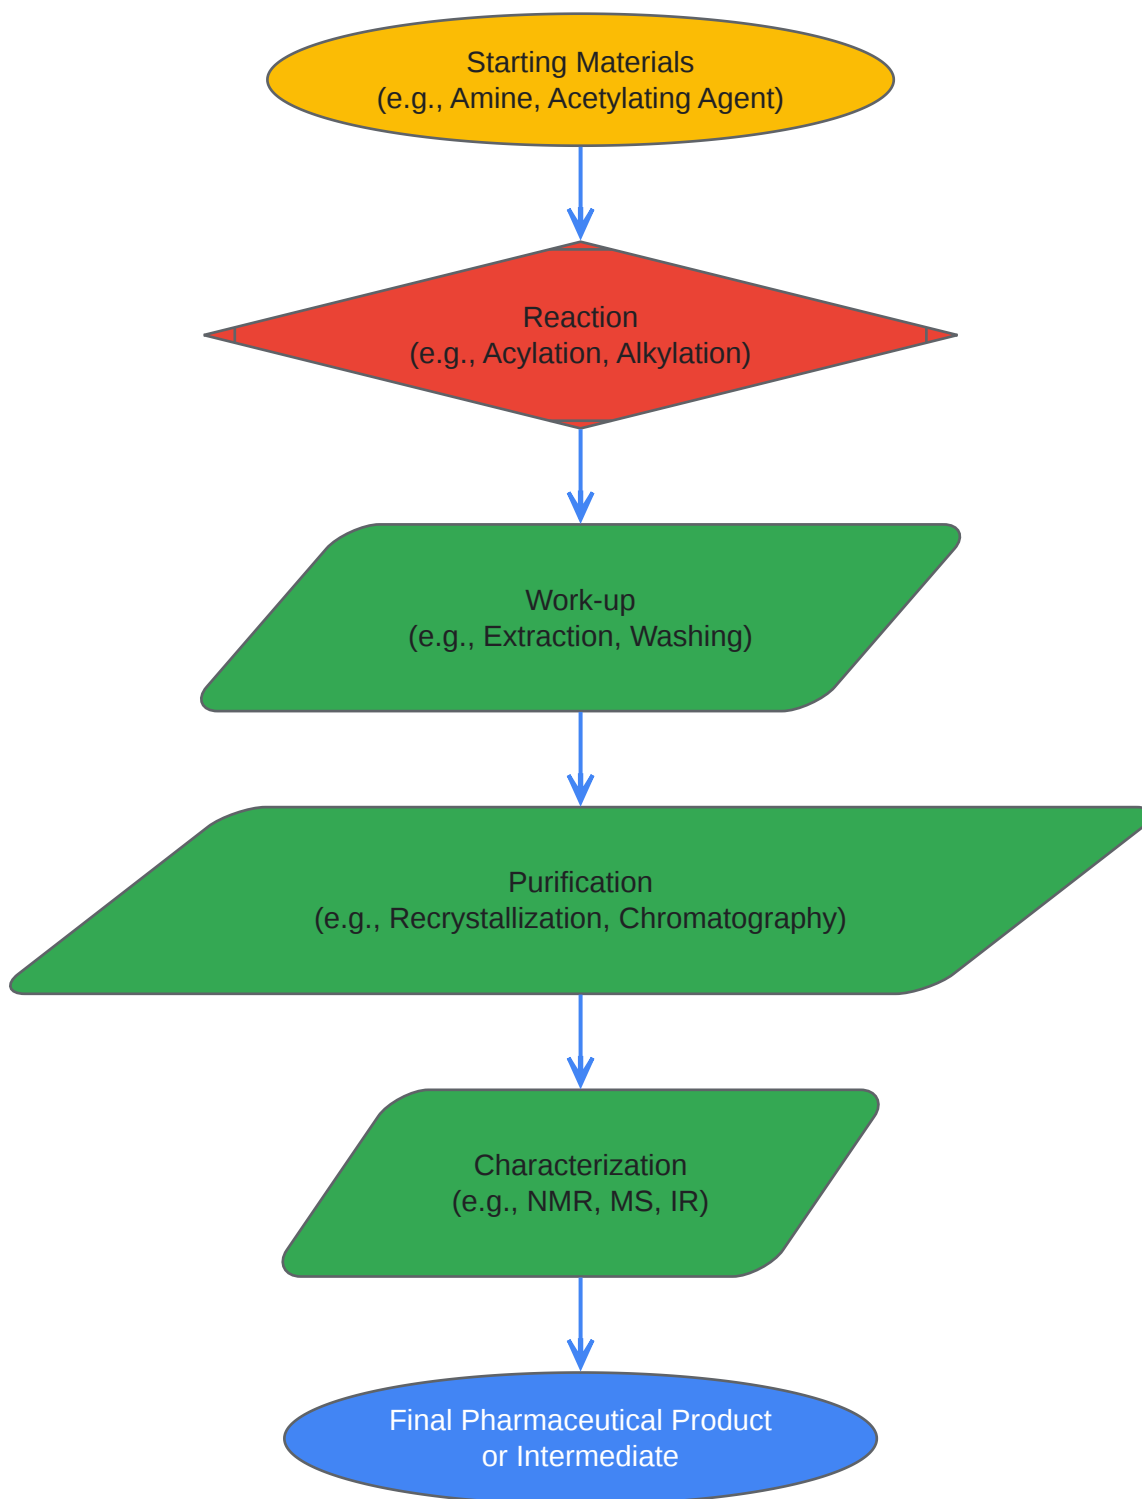 Starting Materials
(e.g., Amine, Acetylating Agent)
Reaction
(e.g., Acylation, Alkylation)
Work-up
(e.g., Extraction, Washing)
Purification
(e.g., Recrystallization, Chromatography)
Characterization
(e.g., NMR, MS, IR)
Final Pharmaceutical Product
or Intermediate